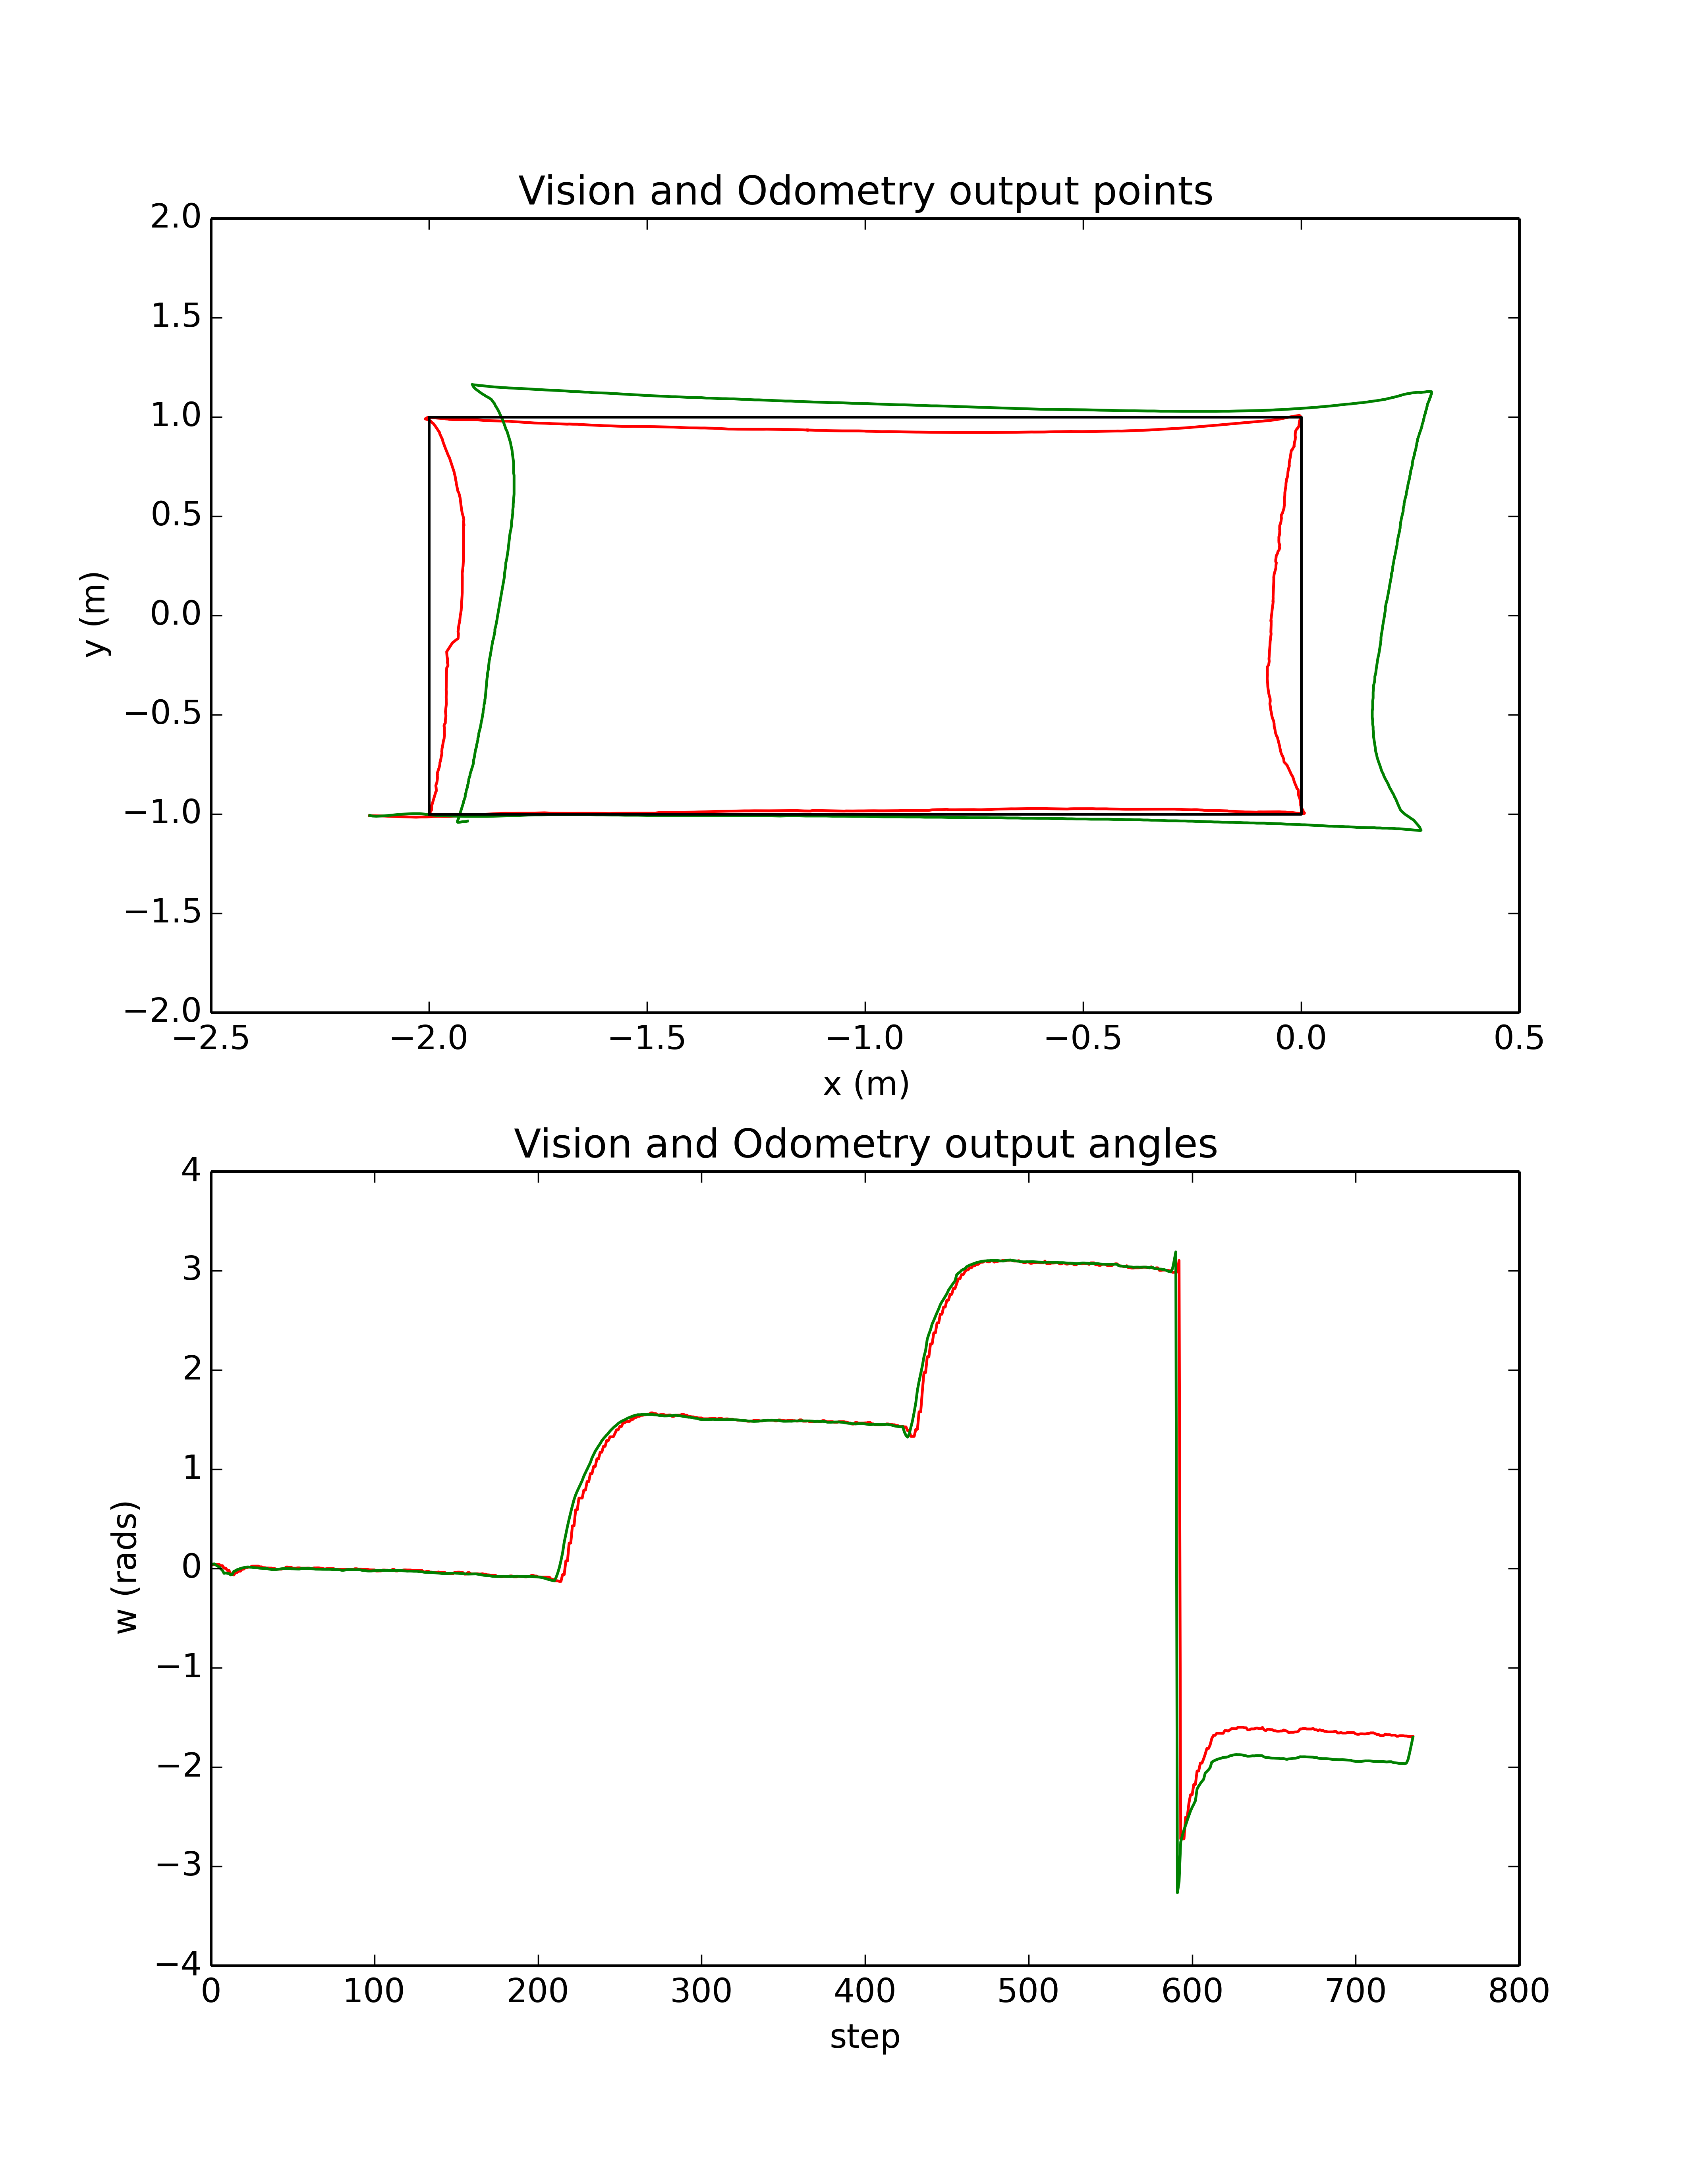 Vision and Odometry output points
2.0
1.5
1.0
0.5
0.0
−0.5
−1.0
−1.5
−2.0
−2.5 −2.0 −1.5 −1.0 −0.5 0.0 0.5
y (m)
x (m)
Vision and Odometry output angles
4
3
2
1
0
−1
−2
−3
−4
0 100 200 300 400 500 600 700 800
w (rads)
step